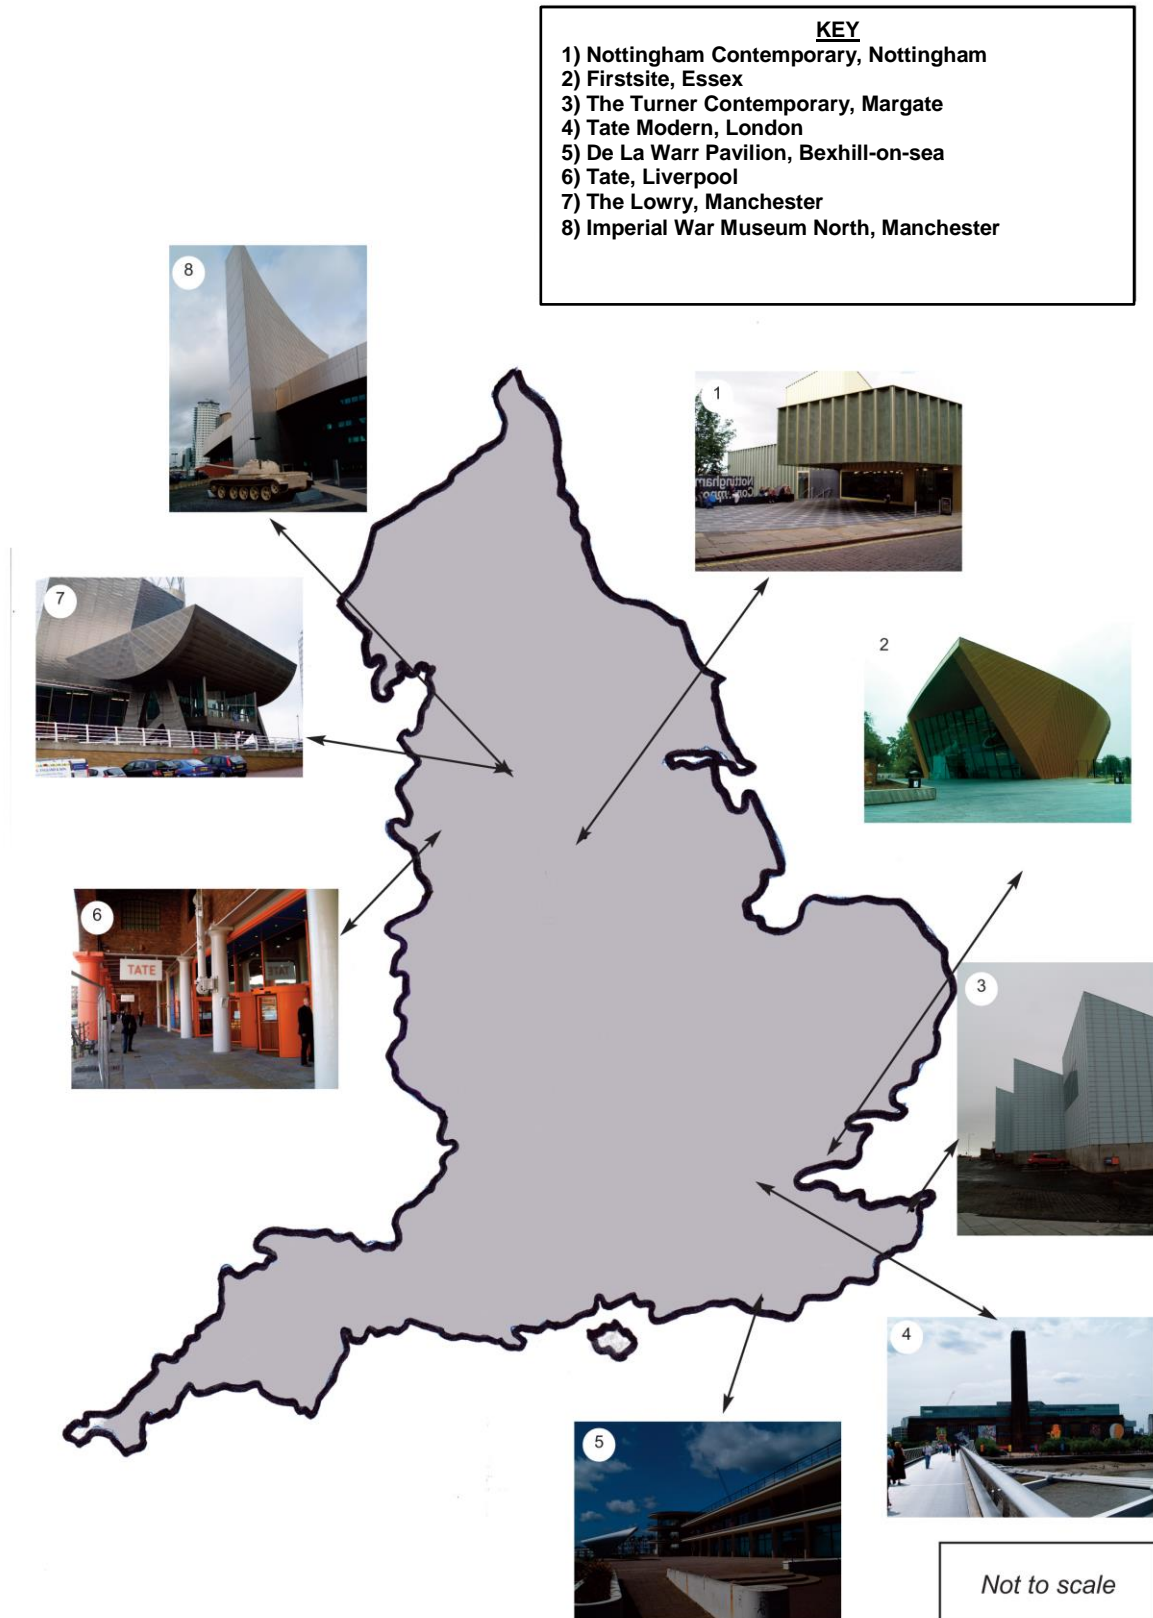 KEY
1) Nottingham Contemporary, Nottingham
2) Firstsite, Essex
3) The Turner Contemporary, Margate
4) Tate Modern, London
5) De La Warr Pavilion, Bexhill-on-sea
6) Tate, Liverpool
7) The Lowry, Manchester
8) Imperial War Museum North, Manchester
8
1
Nottingham
7
2
6
TATE
TATE
3
4
5
Not to scale